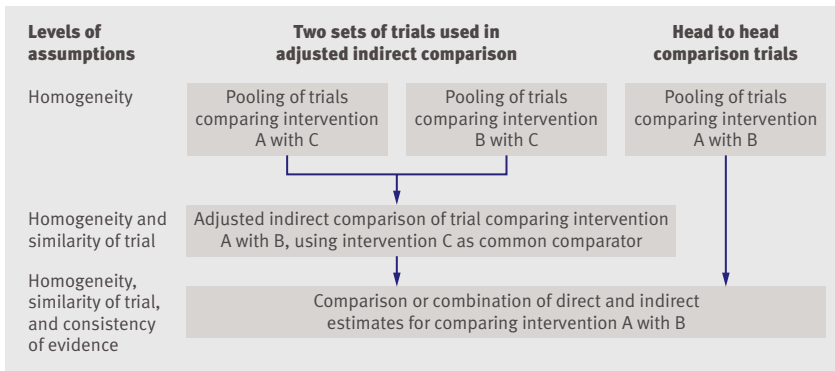 Levels of
assumptions
Two sets of trials used in
adjusted indirect comparison
Head to head
comparison trials
Homogeneity
Pooling of trials
comparing intervention
A with C
Pooling of trials
comparing intervention
B with C
Pooling of trials
comparing intervention
A with B
Homogeneity and
similarity of trial
Adjusted indirect comparison of trial comparing intervention
A with B, using intervention C as common comparator
Homogeneity,
similarity of trial,
and consistency
of evidence
Comparison or combination of direct and indirect
estimates for comparing intervention A with B